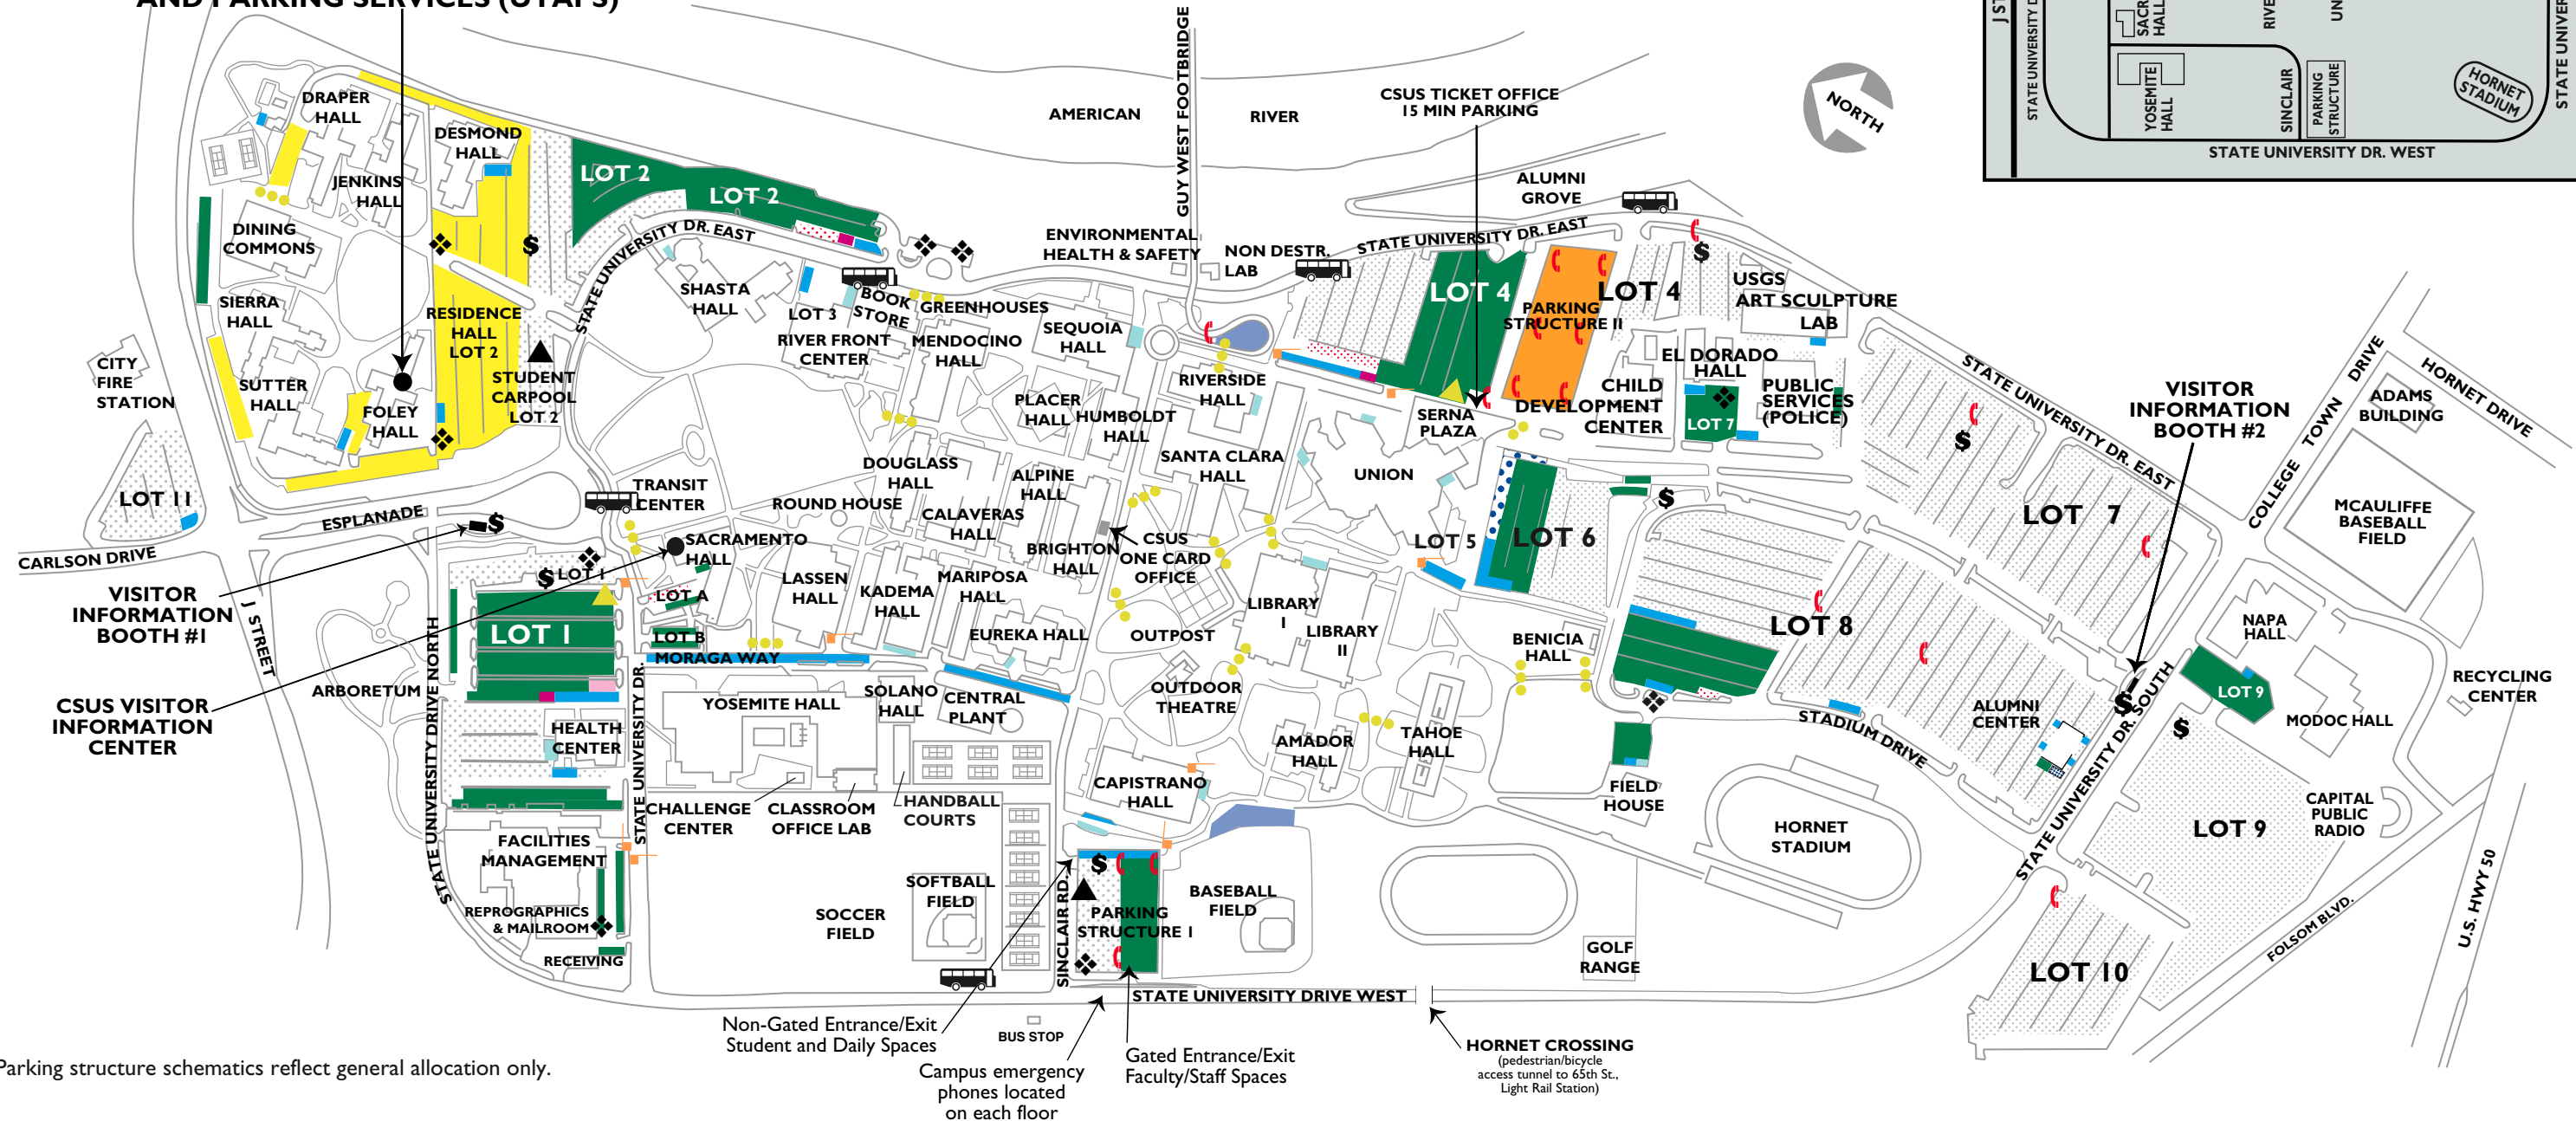 AND PARKING SERVICES (UTAPS)
DRAPER
HALL
DESMOND
HALL
JENKINS
HALL
DINING
COMMONS
SIERRA
HALL
SUTTER
HALL
FOLEY
HALL
RESIDENCE
HALL
LOT 2
STUDENT
CARPOOL
LOT 2
CITY
FIRE
STATION
LOT 11
CARLSON DRIVE
ESPLANADE
J STREET
VISITOR
INFORMATION
BOOTH #1
CSUS VISITOR
INFORMATION
CENTER
ARBORETUM
LOT 2
LOT 2
STATE UNIVERSITY DR. EAST
SHASTA
HALL
LOT 3
BOOK
STORE
GREENHOUSES
RIVER FRONT
CENTER
MENDOCINO
HALL
AMERICAN
RIVER
GUY WEST FOOTBRIDGE
ENVIRONMENTAL
HEALTH & SAFETY
NON DESTR.
LAB
SEQUOIA
HALL
RIVERSIDE
HALL
PLACER
HALL
HUMBOLDT
HALL
SANTA CLARA
HALL
DOUGLASS
HALL
ALPINE
HALL
ROUND HOUSE
CALAVERAS
HALL
BRIGHTON
HALL
CSUS
ONE CARD
OFFICE
TRANSIT
CENTER
SACRAMENTO
HALL
LOT 1
LOT 1
LOT A
LOT B
MORAGA WAY
LASSEN
HALL
KADEMA
HALL
MARIPOSA
HALL
EUREKA HALL
OUTPOST
LIBRARY
I
LIBRARY
II
OUTDOOR
THEATRE
YOSEMITE HALL
SOLANO
HALL
CENTRAL
PLANT
HEALTH
CENTER
STATE UNIVERSITY DRIVE NORTH
STATE UNIVERSITY DR.
CHALLENGE
CENTER
CLASSROOM
OFFICE LAB
HANDBALL
COURTS
FACILITIES
MANAGEMENT
REPROGRAPHICS
& MAILROOM
RECEIVING
SOCCER
FIELD
SOFTBALL
FIELD
SINCLAIR RD.
PARKING
STRUCTURE 1
BASEBALL
FIELD
CAPISTRANO
HALL
AMADOR
HALL
TAHOE
HALL
BENICIA
HALL
STATE UNIVERSITY DRIVE WEST
BUS STOP
Non-Gated Entrance/Exit
Student and Daily Spaces
Campus emergency
phones located
on each floor
Gated Entrance/Exit
Faculty/Staff Spaces
HORNET CROSSING
(pedestrian/bicycle
access tunnel to 65th St.,
Light Rail Station)
Parking structure schematics reflect general allocation only.
CSUS TICKET OFFICE
15 MIN PARKING
ALUMNI
GROVE
NORTH
STATE UNIVERSITY DR. EAST
LOT 4
PARKING
STRUCTURE II
LOT 4
USGS
ART SCULPTURE
LAB
EL DORADO
HALL
CHILD
DEVELOPMENT
CENTER
LOT 7
PUBLIC
SERVICES
(POLICE)
SERNA
PLAZA
UNION
LOT 5
LOT 6
LOT 7
LOT 8
STATE UNIVERSITY DR. EAST
VISITOR
INFORMATION
BOOTH #2
COLLEGE TOWN DRIVE
HORNET DRIVE
ADAMS
BUILDING
MCAULIFFE
BASEBALL
FIELD
NAPA
HALL
LOT 9
MODOC HALL
RECYCLING
CENTER
CAPITAL
PUBLIC
RADIO
ALUMNI
CENTER
STADIUM DRIVE
STATE UNIVERSITY DR. SOUTH
FIELD
HOUSE
HORNET
STADIUM
LOT 9
LOT 10
FOLSOM BLVD.
U.S. HWY 50
GOLF
RANGE
J ST
STATE UNIVERSITY D
SACR
HALL
RIVE
UN
YOSEMITE
HALL
SINCLAIR
PARKING
STRUCTURE
HORNET
STADIUM
STATE UNIVER
STATE UNIVERSITY DR. WEST